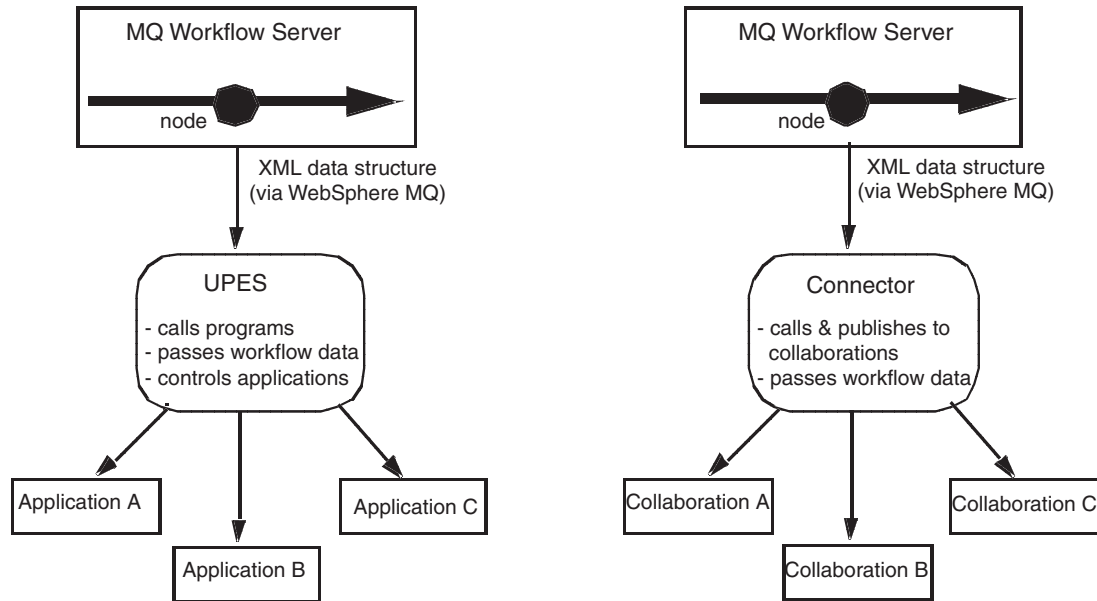 MQ Workflow Server
node
XML data structure
(via WebSphere MQ)
UPES
- calls programs
- passes workflow data
- controls applications
Application A
Application C
Application B
MQ Workflow Server
node
XML data structure
(via WebSphere MQ)
Connector
- calls & publishes to
collaborations
- passes workflow data
Collaboration A
Collaboration C
Collaboration B